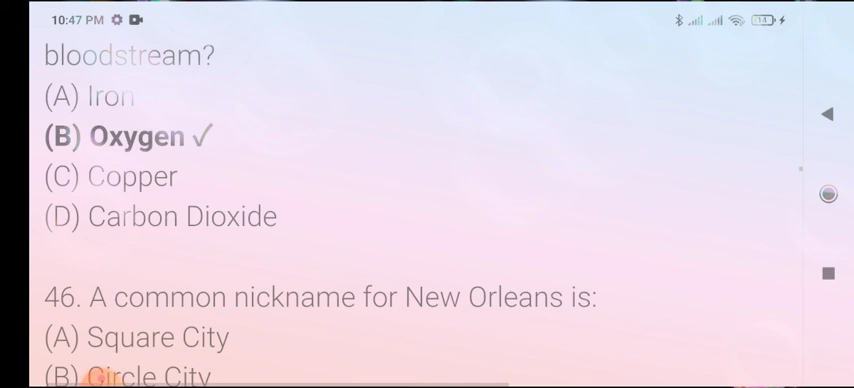 10:47 PM
14
bloodstream?
(A) Iron
(B) Oxygen ✓
(C) Copper
(D) Carbon Dioxide
46. A common nickname for New Orleans is:
(A) Square City
(B) Circle City